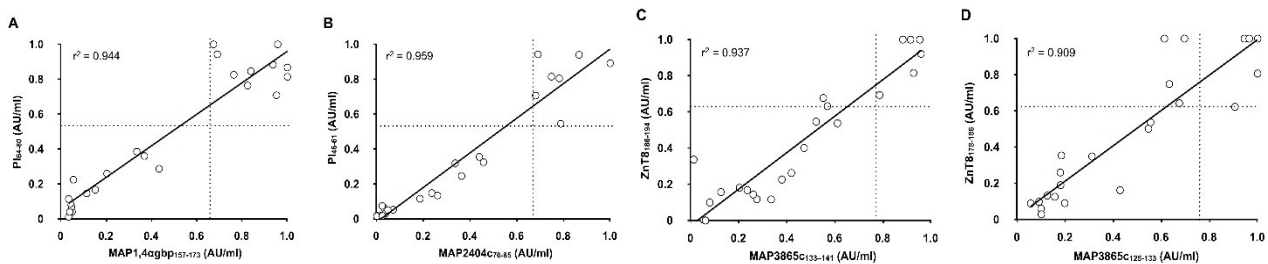 A
r² = 0.944
PI₆₄₋₈₀ (AU/ml)
1.0
0.8
0.6
0.4
0.2
0
0 0.2 0.4 0.6 0.8 1.0
MAP1,4αgbp₁₅₇₋₁₇₃ (AU/ml)
B
r² = 0.959
PI₄₆₋₆₁ (AU/ml)
1.0
0.8
0.6
0.4
0.2
0
0 0.2 0.4 0.6 0.8 1.0
MAP2404c₇₀₋₈₅ (AU/ml)
C
r² = 0.937
ZnT8₁₈₆₋₁₉₄ (AU/ml)
1.0
0.8
0.6
0.4
0.2
0
0 0.2 0.4 0.6 0.8 1.0
MAP3865c₁₃₃₋₁₄₁ (AU/ml)
D
r² = 0.909
ZnT8₁₇₈₋₁₈₆ (AU/ml)
1.0
0.8
0.6
0.4
0.2
0
0 0.2 0.4 0.6 0.8 1.0
MAP3865c₁₂₅₋₁₃₃ (AU/ml)